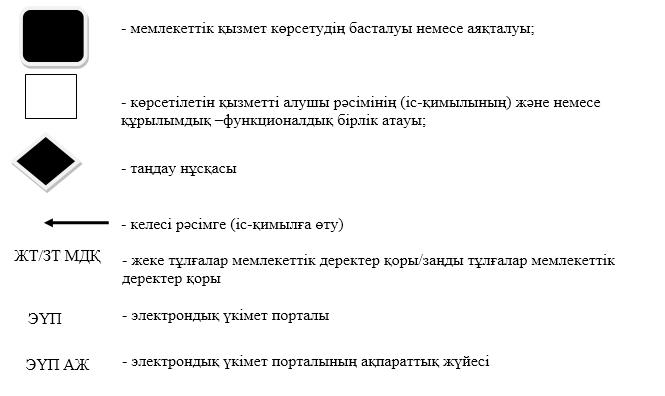 - мемлекеттік қызмет көрсетудің басталуы немесе аяқталуы;
- көрсетілетін қызметті алушы рәсімінің (іс-қимылының) және немесе
құрылымдық –функционалдық бірлік атауы;
- таңдау нұсқасы
- келесі рәсімге (іс-қимылға өту)
ЖТ/ЗТ МДҚ - жеке тұлғалар мемлекеттік деректер қоры/заңды тұлғалар мемлекеттік
деректер қоры
ЭҮП - электрондық үкімет порталы
ЭҮП АЖ - электрондық үкімет порталының ақпараттық жүйесі